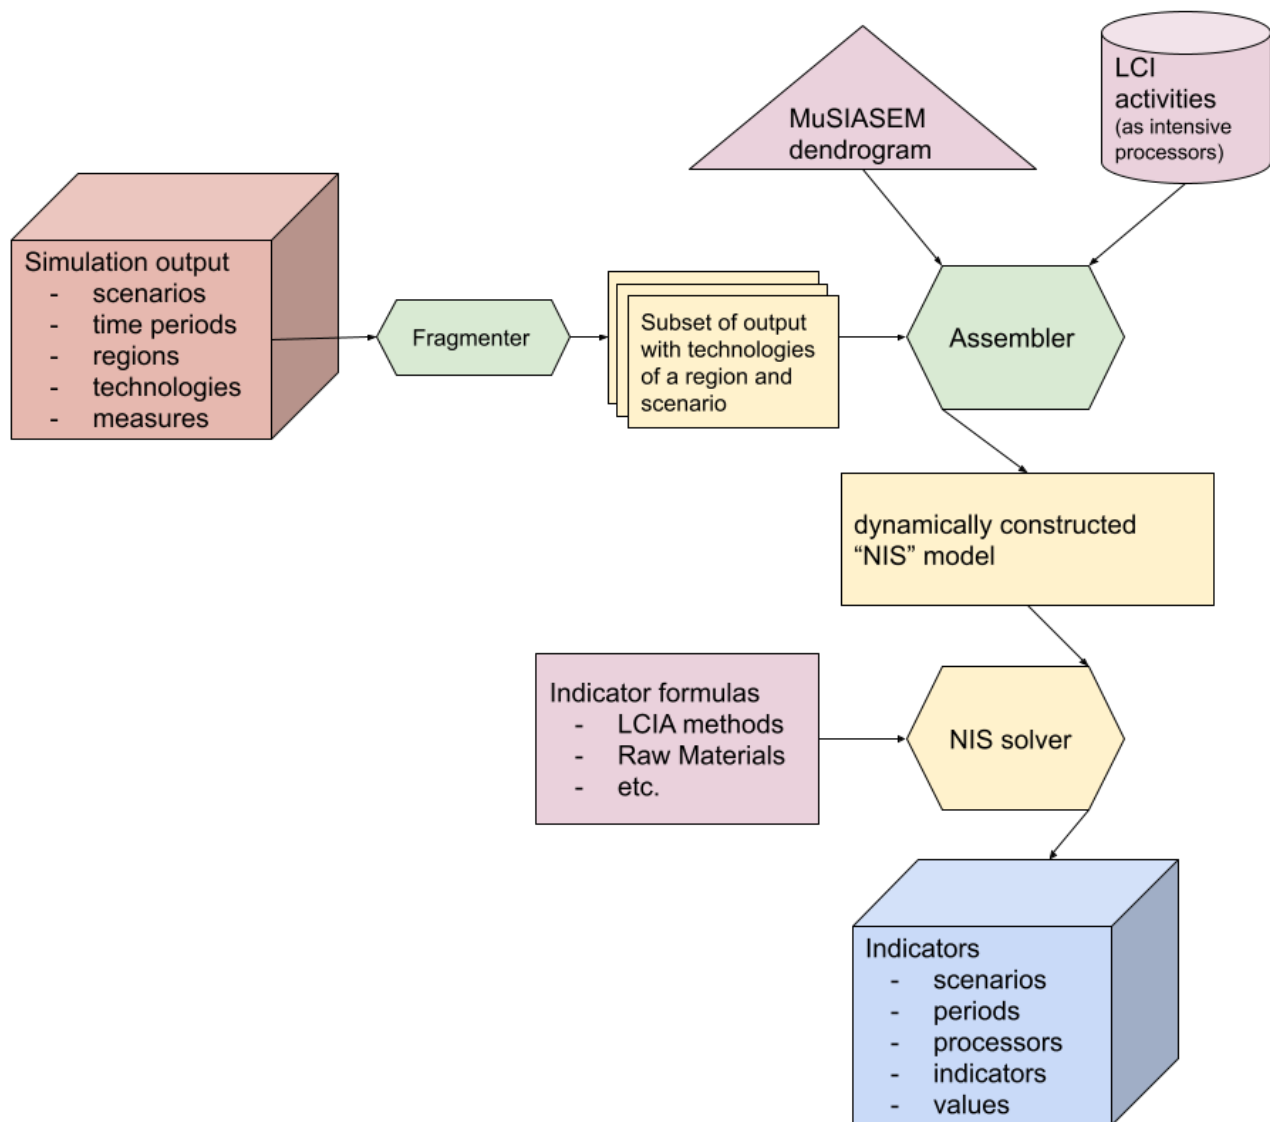 MuSIASEM
dendrogram
LCI
activities
(as intensive
processors)
Simulation output
- scenarios
- time periods
- regions
- technologies
- measures
Fragmenter
Subset of output
with technologies
of a region and
scenario
Assembler
dynamically constructed
“NIS” model
Indicator formulas
- LCIA methods
- Raw Materials
- etc.
NIS solver
Indicators
- scenarios
- periods
- processors
- indicators
- values